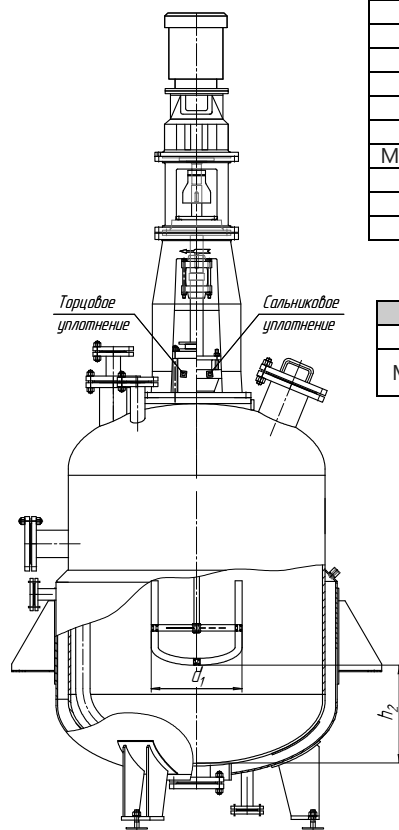 М
Торцовое
уплотнение
Сальниковое
уплотнение
М
d₁
h₂